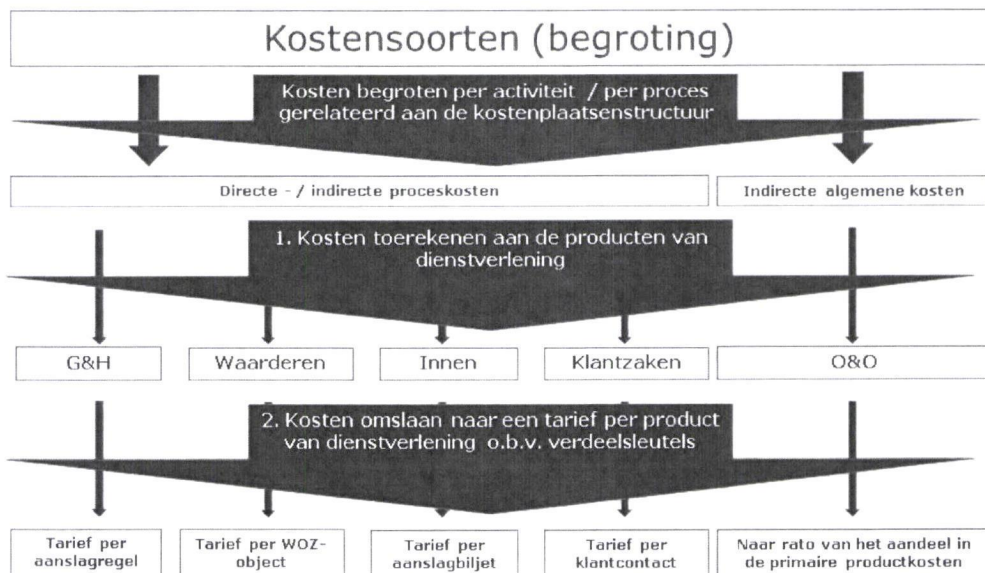 Kostensoorten (begroting)
Kosten begroten per activiteit / per proces
gerelateerd aan de kostenplaatsenstructuur
Directe - / indirecte proceskosten
Indirecte algemene kosten
1. Kosten toerekenen aan de producten van
dienstverlening
G&H
Waarderen
Innen
Klantzaken
O&O
2. Kosten omslaan naar een tarief per product
van dienstverlening o.b.v. verdeelsleutels
Tarief per
aanslagregel
Tarief per WOZ-
object
Tarief per
aanslagbiljet
Tarief per
klantcontact
Naar rato van het aandeel in
de primaire productkosten